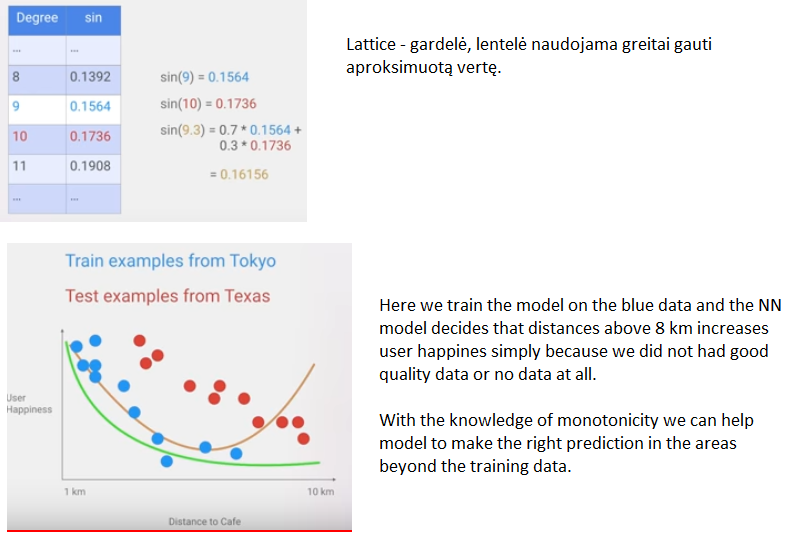 Degree sin
... ...
8 0.1392
9 0.1564
10 0.1736
11 0.1908
... ...
sin(9) = 0.1564
sin(10) = 0.1736
sin(9.3) = 0.7 * 0.1564 +
0.3 * 0.1736
= 0.16156
Lattice - gardelė, lentelė naudojama greitai gauti
aproksimuotą vertę.
Train examples from Tokyo
Test examples from Texas
User
Happiness
1 km
10 km
Distance to Cafe
Here we train the model on the blue data and the NN
model decides that distances above 8 km increases
user happines simply because we did not had good
quality data or no data at all.
With the knowledge of monotonicity we can help
model to make the right prediction in the areas
beyond the training data.